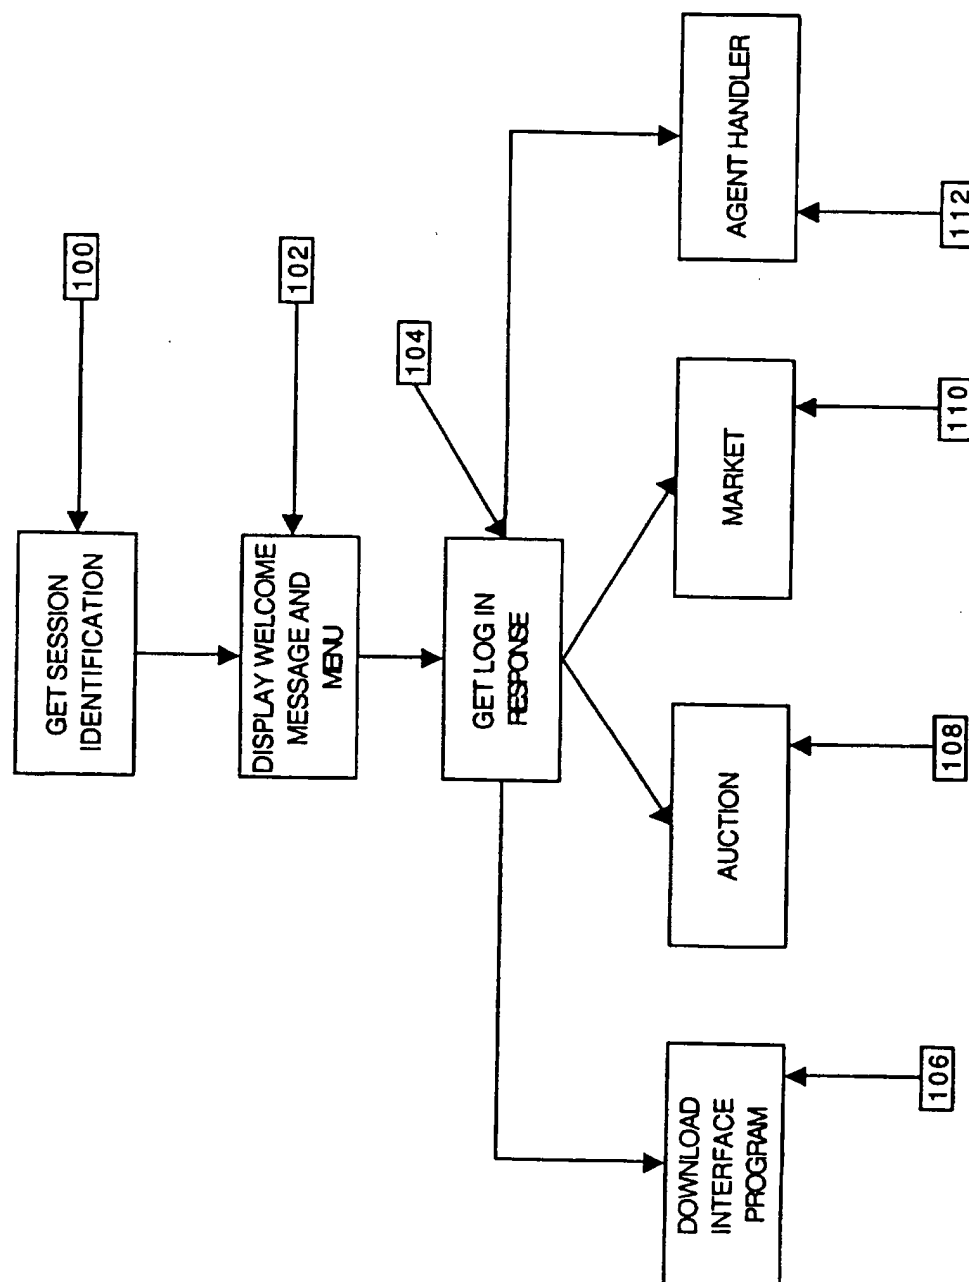 GET SESSION
IDENTIFICATION
100
DISPLAY WELCOME
MESSAGE AND
MENU
102
GET LOG IN
RESPONSE
104
DOWNLOAD
INTERFACE
PROGRAM
106
AUCTION
108
MARKET
110
AGENT HANDLER
112